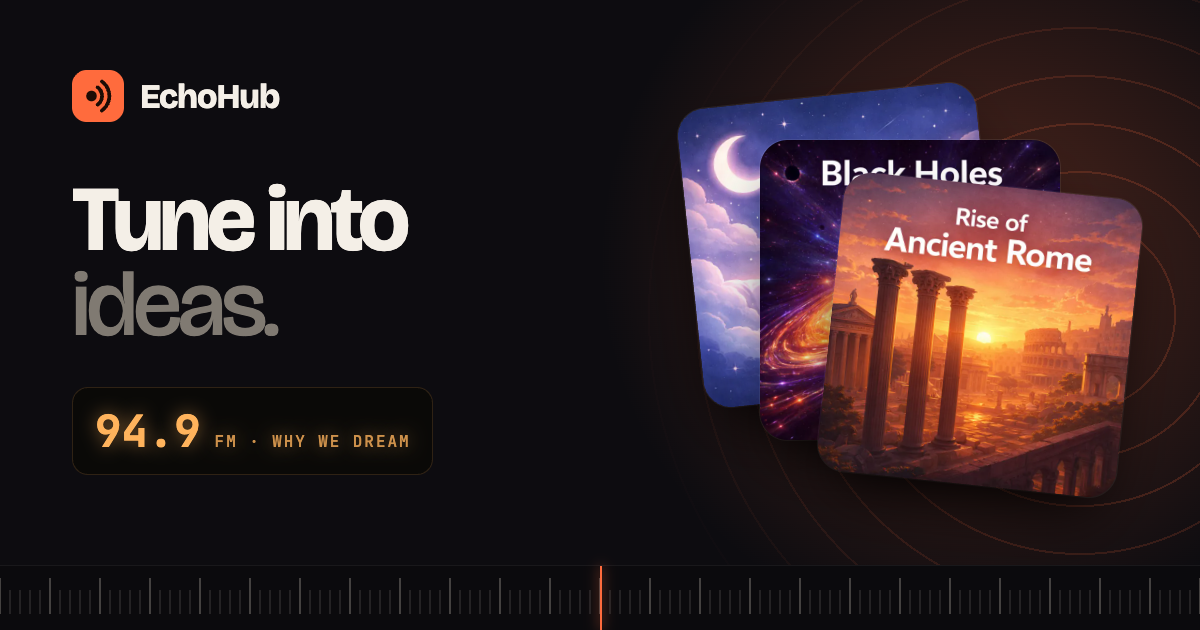 EchoHub
Tune into
ideas.
94.9 FM · WHY WE DREAM
Black Holes
Rise of
Ancient Rome